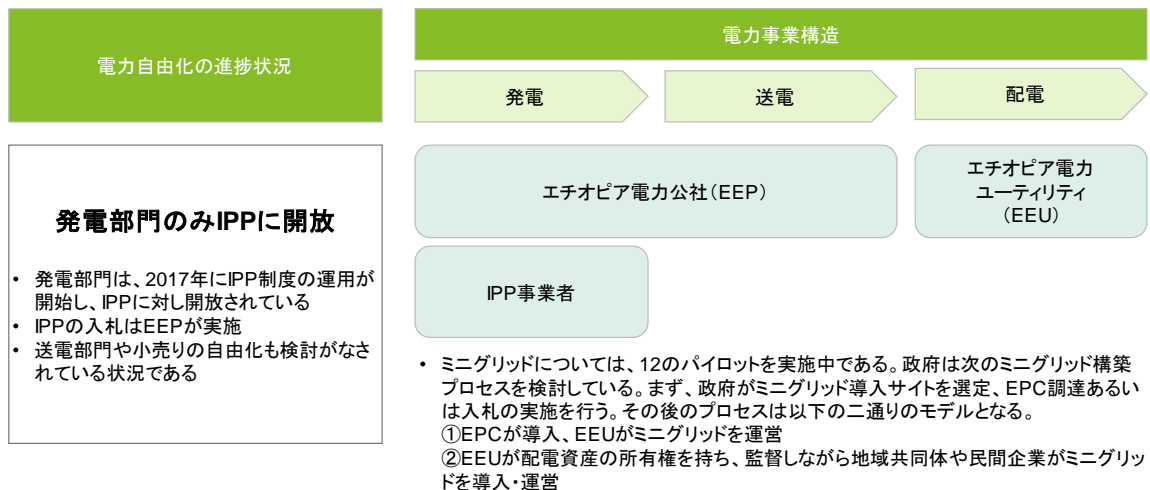 電力自由化の進捗状況
発電部門のみIPPに開放
• 発電部門は、2017年にIPP制度の運用が
開始し、IPPに対し開放されている
• IPPの入札はEEPが実施
• 送電部門や小売りの自由化も検討がなさ
れている状況である
電力事業構造
発電
送電
配電
エチオピア電力公社（EEP）
エチオピア電力
ユーティリティ
（EEU）
IPP事業者
• ミニグリッドについては、12のパイロットを実施中である。政府は次のミニグリッド構築
プロセスを検討している。まず、政府がミニグリッド導入サイトを選定、EPC調達あるい
は入札の実施を行う。その後のプロセスは以下の二通りのモデルとなる。
①EPCが導入、EEUがミニグリッドを運営
②EEUが配電資産の所有権を持ち、監督しながら地域共同体や民間企業がミニグリッ
ドを導入・運営